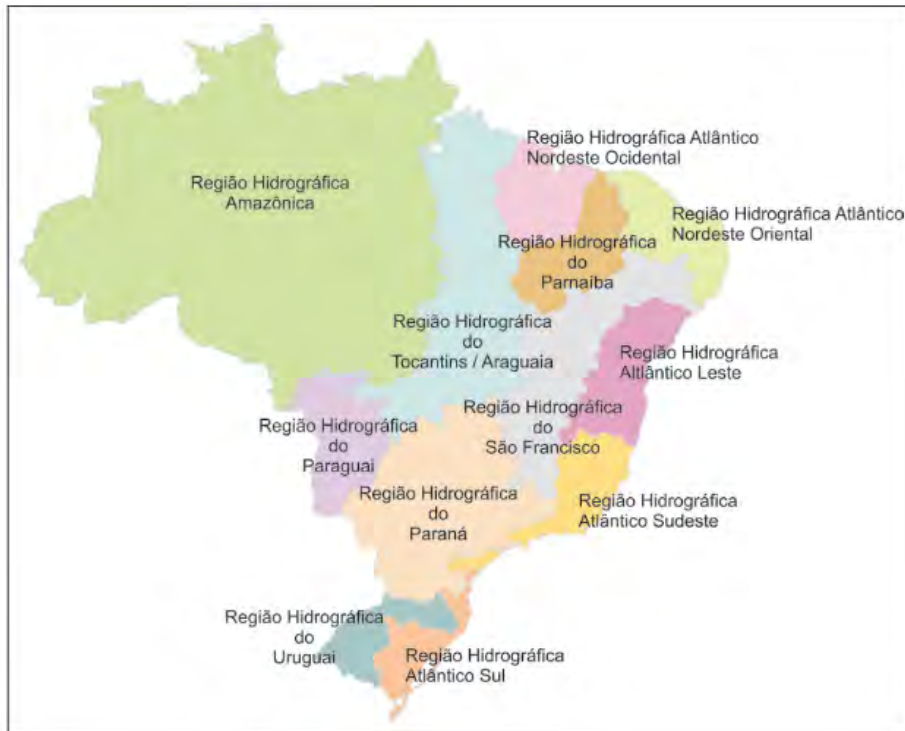 Região Hidrográfica Atlântico
Nordeste Ocidental
Região Hidrográfica
Amazônica
Região Hidrográfica Atlântico
Nordeste Oriental
Região Hidrográfica
do
Parnaíba
Região Hidrográfica
do
Tocantins / Araguaia
Região Hidrográfica
Altlântico Leste
Região Hidrográfica
do
São Francisco
Região Hidrográfica
do
Paraguai
Região Hidrográfica
do
Paraná
Região Hidrográfica
Atlântico Sudeste
Região Hidrográfica
do
Uruguai
Região Hidrográfica
Atlântico Sul